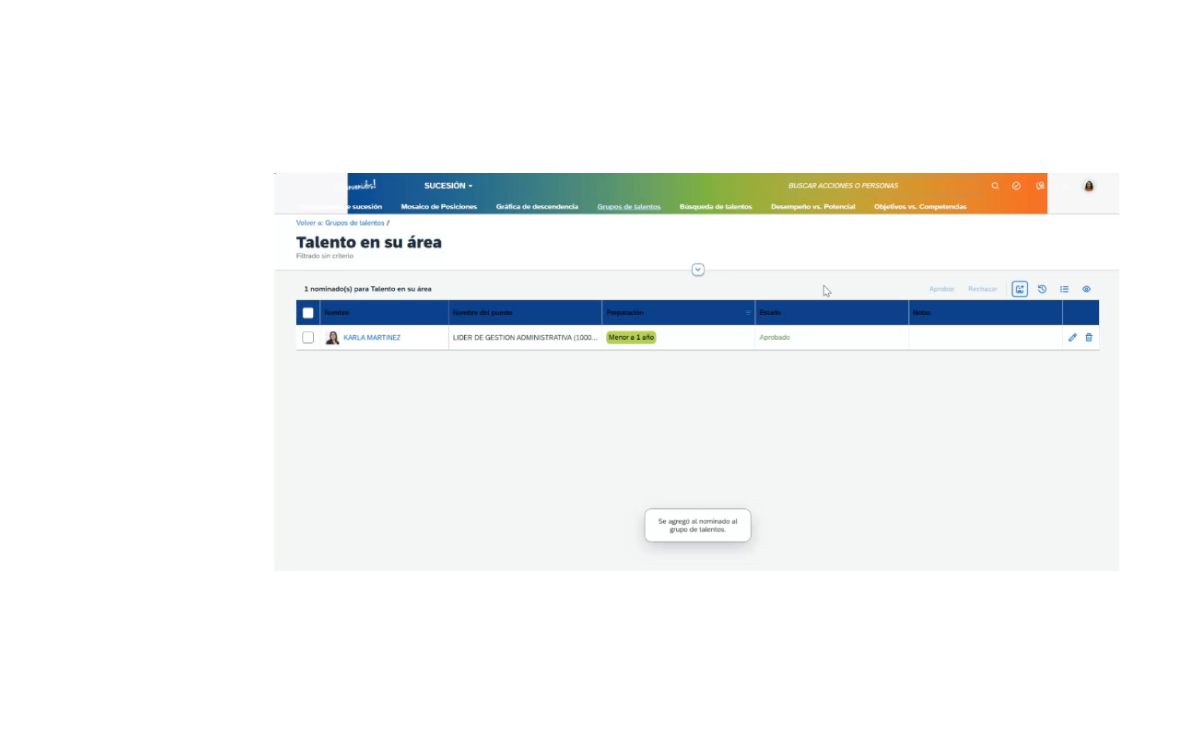 SUCESIÓN
BUSCAR ACCIONES O PERSONAS
sucesión Mosaico de Posiciones Gráfica de descendencia Grupos de talentos Búsqueda de talentos Desempeño vs. Potencial Objetivos vs. Competencias
Volver a: Grupos de talentos /
Talento en su área
Filtrado sin criterio
1 nominado(s) para Talento en su área Aprobar Rechazar
Nombre Nombre del puesto Preparación Estado Notas
KARLA MARTINEZ LIDER DE GESTION ADMINISTRATIVA (1000... Menor a 1 año Aprobado
Se agregó al nominado al
grupo de talentos.